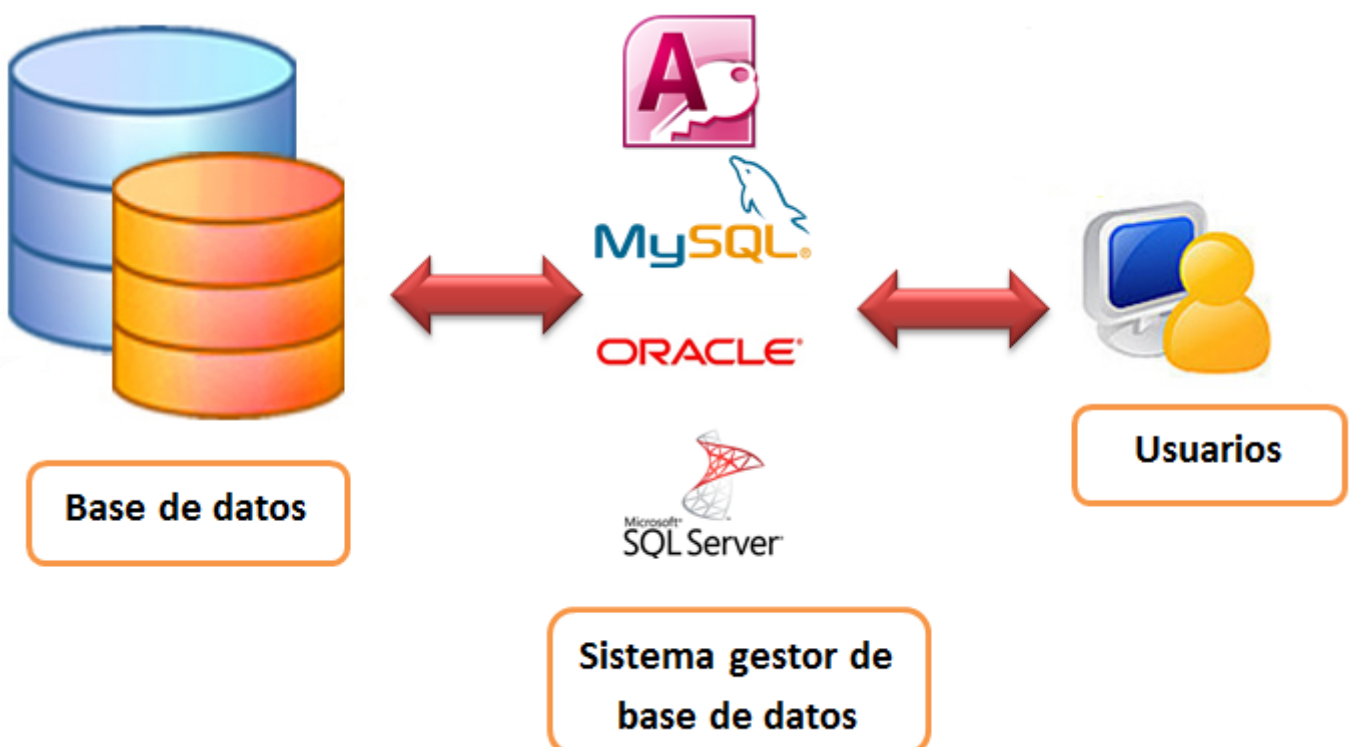 A
MySQL®
ORACLE®
Microsoft®
SQL Server®
Base de datos
Sistema gestor de
base de datos
Usuarios